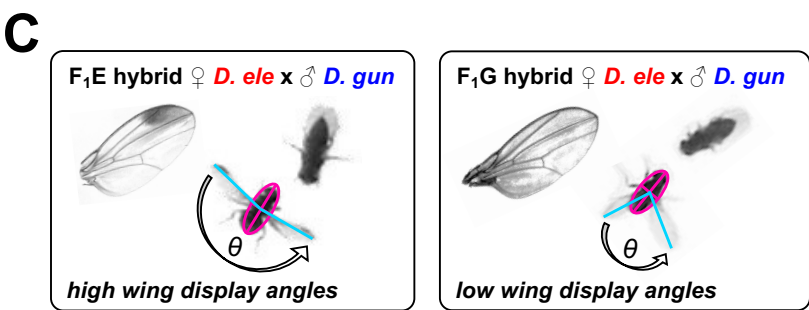 C
F₁E hybrid ♀ D. ele x ♂ D. gun
θ
high wing display angles
F₁G hybrid ♀ D. ele x ♂ D. gun
θ
low wing display angles